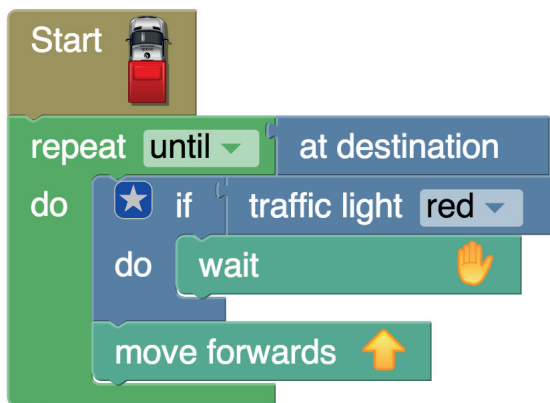 Start
repeat until at destination
do if traffic light red
do wait
move forwards